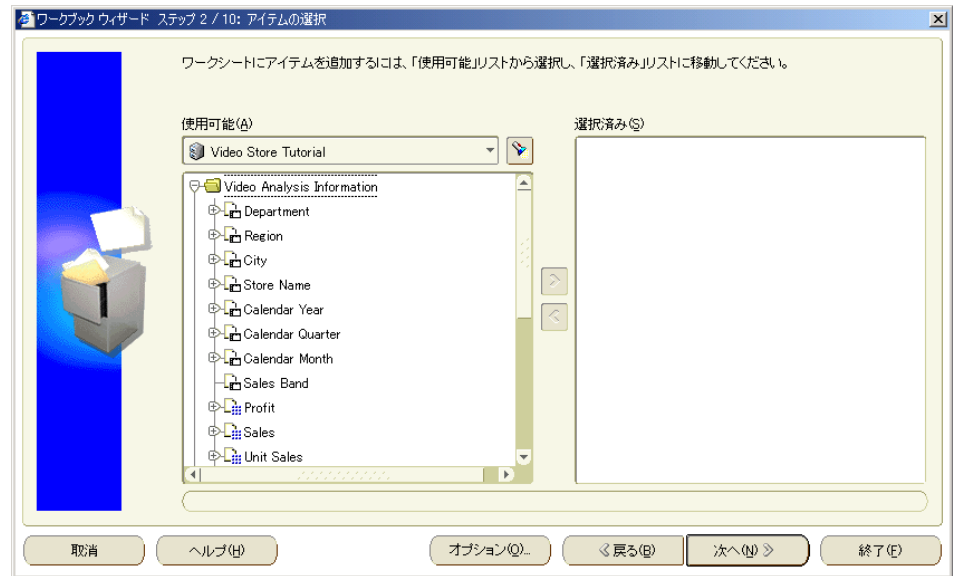 ワークブック ウィザード ステップ 2 / 10: アイテムの選択
ワークシートにアイテムを追加するには、「使用可能」リストから選択し、「選択済み」リストに移動してください。
使用可能(A)
選択済み(S)
Video Store Tutorial
Video Analysis Information
Department
Region
City
Store Name
Calendar Year
Calendar Quarter
Calendar Month
Sales Band
Profit
Sales
Unit Sales
取消
ヘルプ(H)
オプション(O)...
戻る(B)
次へ(N)
終了(F)